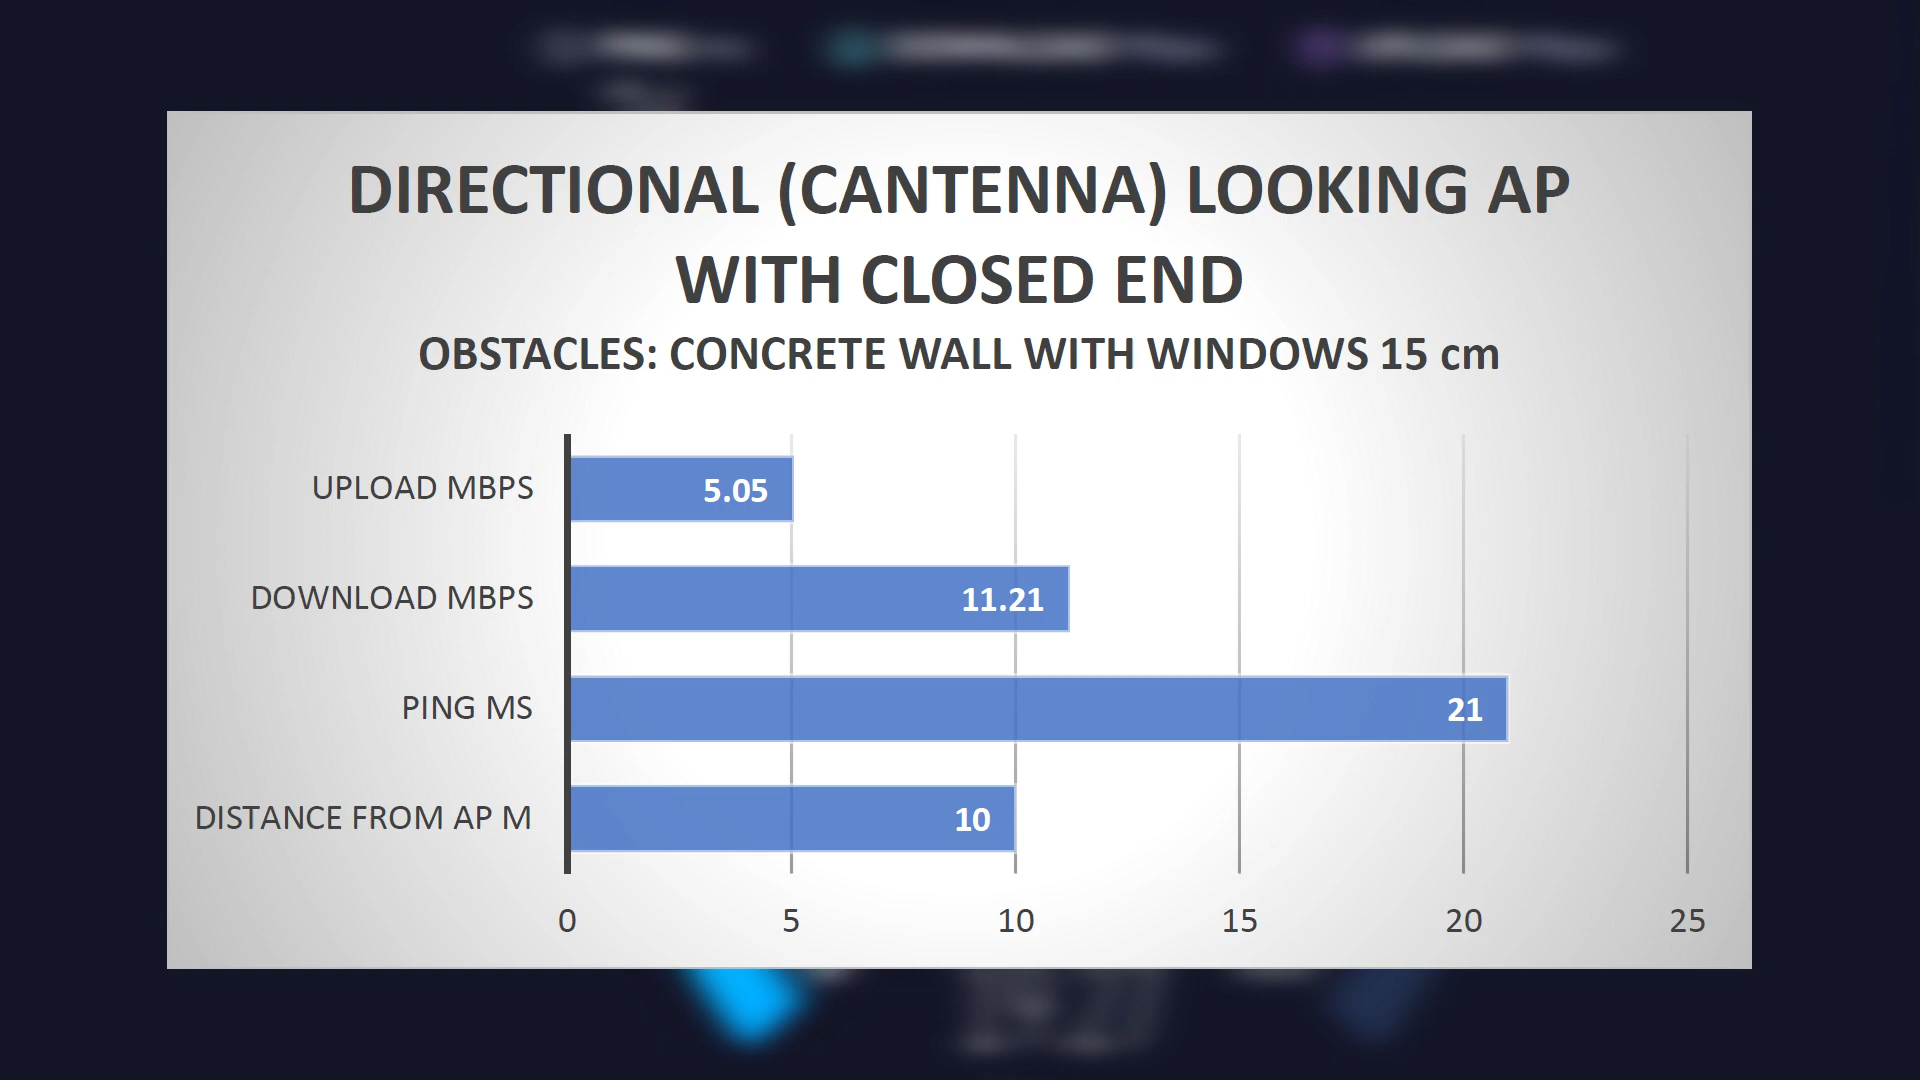 DIRECTIONAL (CANTENNA) LOOKING AP
WITH CLOSED END
OBSTACLES: CONCRETE WALL WITH WINDOWS 15 cm
UPLOAD MBPS
5.05
DOWNLOAD MBPS
11.21
PING MS
21
DISTANCE FROM AP M
10
0 5 10 15 20 25